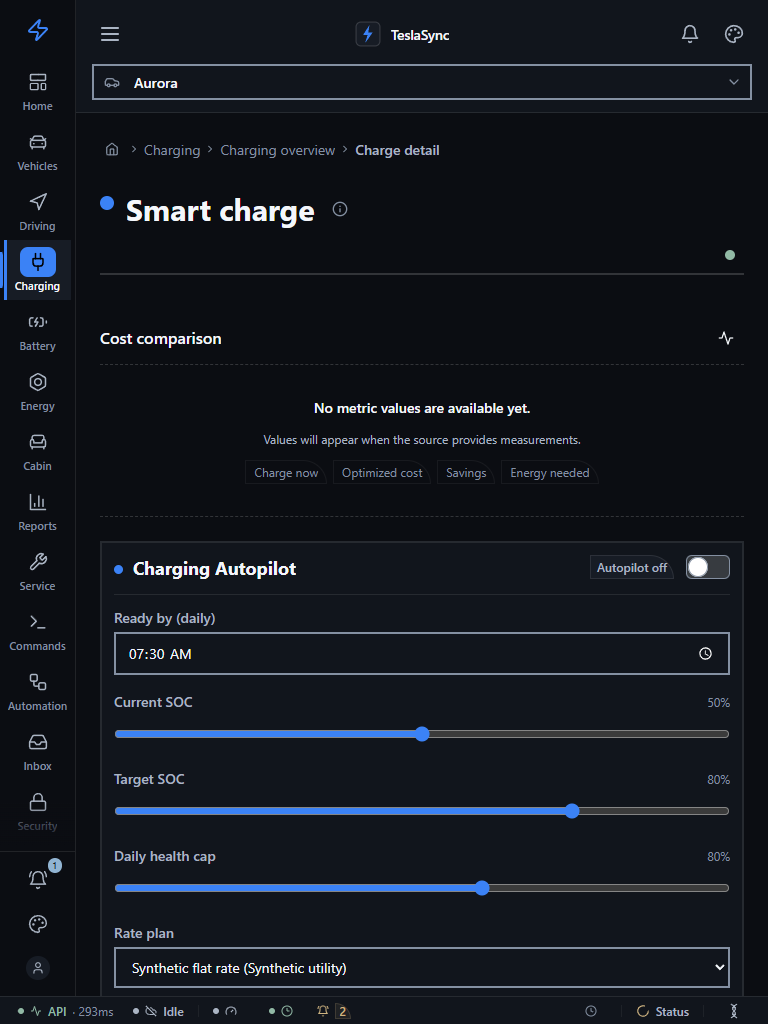 TeslaSync
Aurora
Home
Vehicles
Driving
Charging
Battery
Energy
Cabin
Reports
Service
Commands
Automation
Inbox
Security
1
Charging
Charging overview
Charge detail
Smart charge
Cost comparison
No metric values are available yet.
Values will appear when the source provides measurements.
Charge now
Optimized cost
Savings
Energy needed
Charging Autopilot
Autopilot off
Ready by (daily)
07:30 AM
Current SOC
50%
Target SOC
80%
Daily health cap
80%
Rate plan
Synthetic flat rate (Synthetic utility)
API · 293ms
Idle
2
Status